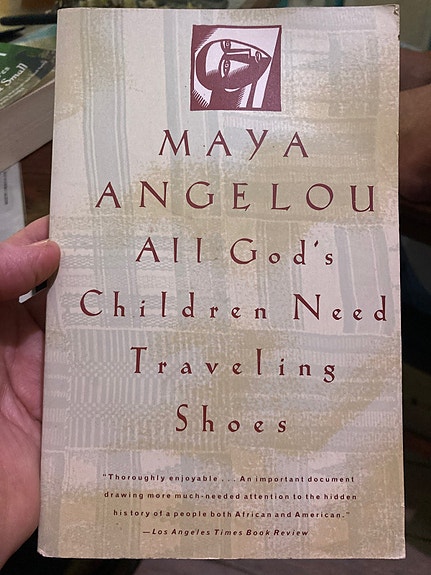 MAYA
ANGELOU
All God's
Children Need
Traveling
Shoes
"Thoroughly enjoyable . . . An important document
drawing more much-needed attention to the hidden
history of a people both African and American."
—Los Angeles Times Book Review
Small